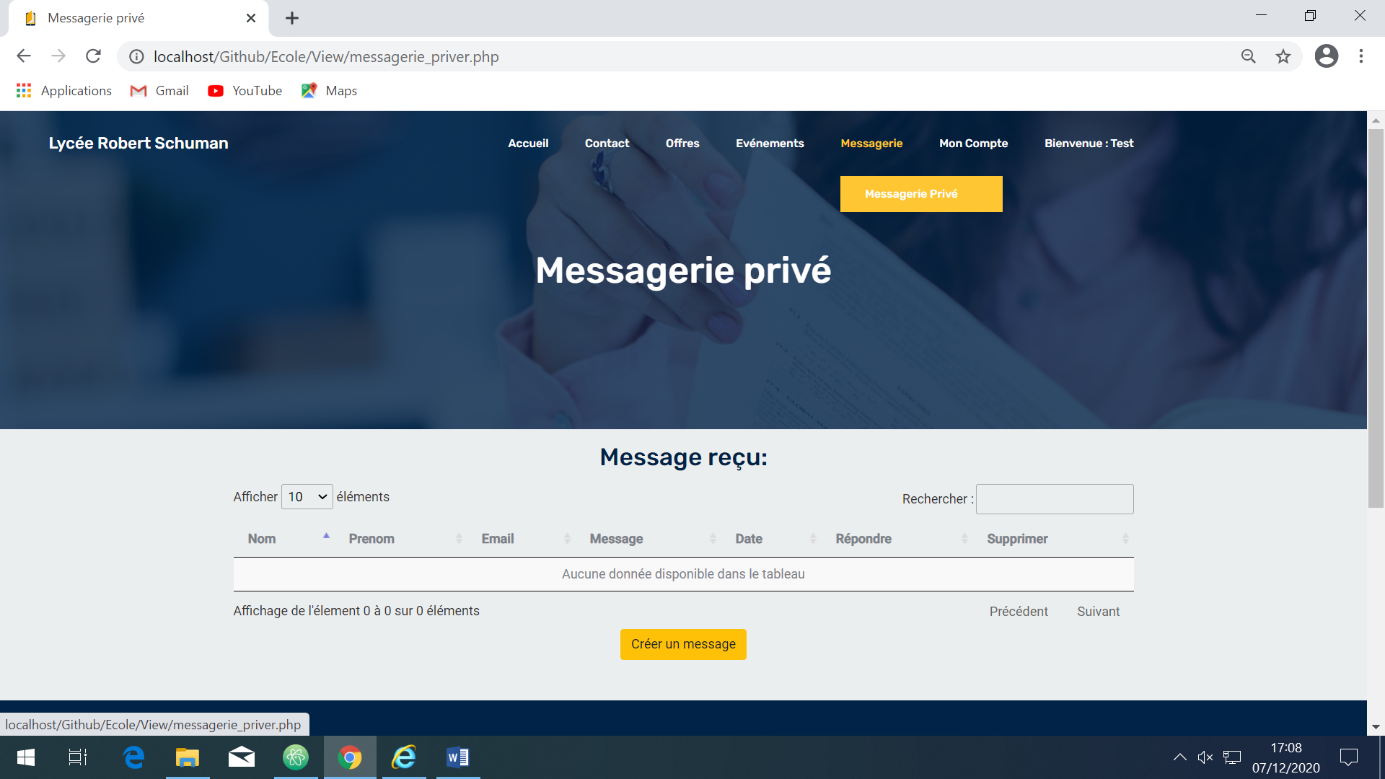 Messagerie privé
localhost/Github/Ecole/View/messagerie_priver.php
Applications Gmail YouTube Maps
Lycée Robert Schuman Accueil Contact Offres Evénements Messagerie Mon Compte Bienvenue : Test
Messagerie Privé
Messagerie privé
Message reçu:
Afficher 10 éléments Rechercher :
Nom Prenom Email Message Date Répondre Supprimer
Aucune donnée disponible dans le tableau
Affichage de l'élement 0 à 0 sur 0 éléments Précédent Suivant
Créer un message
localhost/Github/Ecole/View/messagerie_priver.php
17:08
07/12/2020